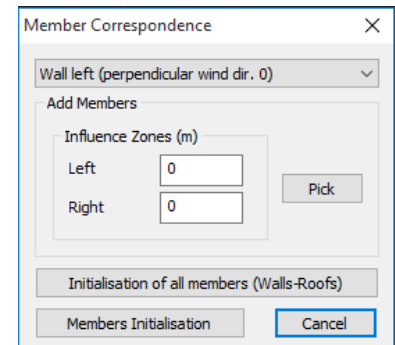 Member Correspondence
Wall left (perpendicular wind dir. 0)
Add Members
Influence Zones (m)
Left 0
Pick
Right 0
Initialisation of all members (Walls-Roofs)
Members Initialisation Cancel